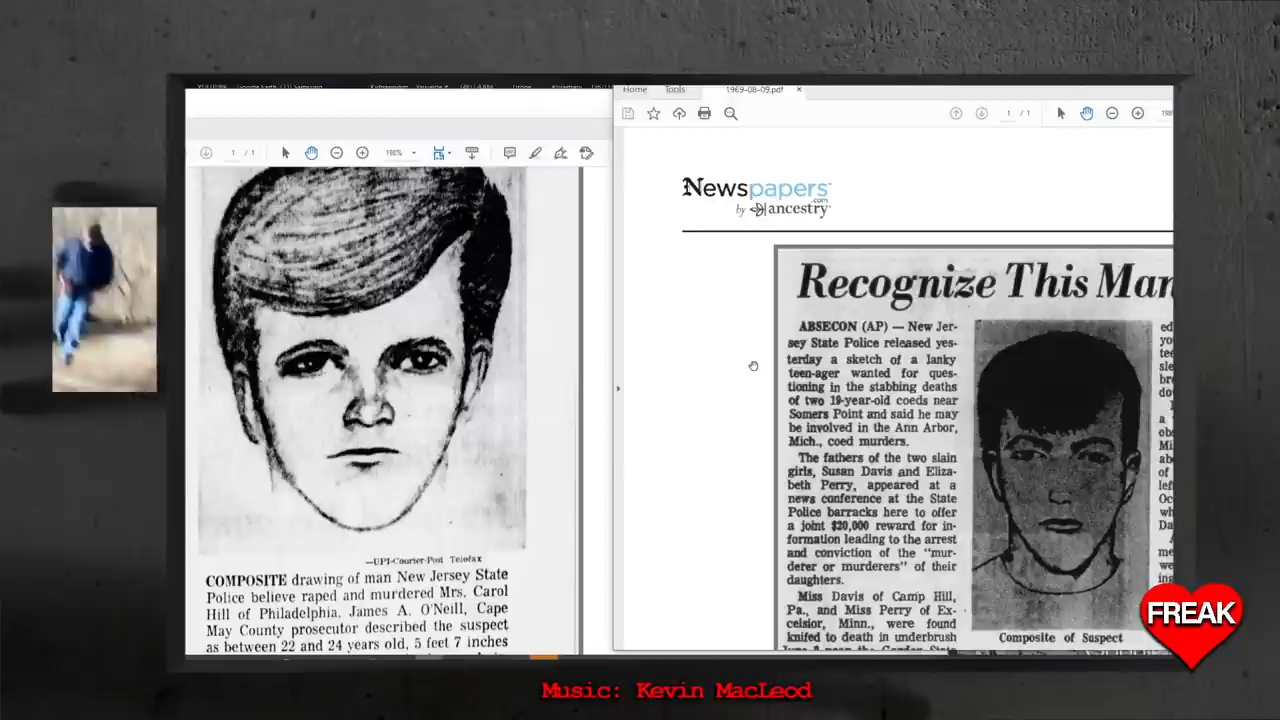 Home Tools 1969-08-09.pdf ×
1 / 1
1 / 1
198%
Newspapers
.com
by ancestry
Recognize This Man
ABSECON (AP) — New Jer-
sey State Police released yes-
terday a sketch of a lanky
teen-ager wanted for ques-
tioning in the stabbing deaths
of two 19-year-old coeds near
Somers Point and said he may
be involved in the Ann Arbor,
Mich., coed murders.
The fathers of the two slain
girls, Susan Davis and Eliza-
beth Perry, appeared at a
news conference at the State
Police barracks here to offer
a joint $20,000 reward for in-
formation leading to the arrest
and conviction of the "mur-
derer or murderers" of their
daughters.
Miss Davis of Camp Hill,
Pa., and Miss Perry of Ex-
celsior, Minn., were found
knifed to death in underbrush
Composite of Suspect
—UPI-Courier-Post Telefax
COMPOSITE drawing of man New Jersey State
Police believe raped and murdered Mrs. Carol
Hill of Philadelphia. James A. O'Neill, Cape
May County prosecutor described the suspect
as between 22 and 24 years old, 5 feet 7 inches
FREAK
Music: Kevin MacLeod